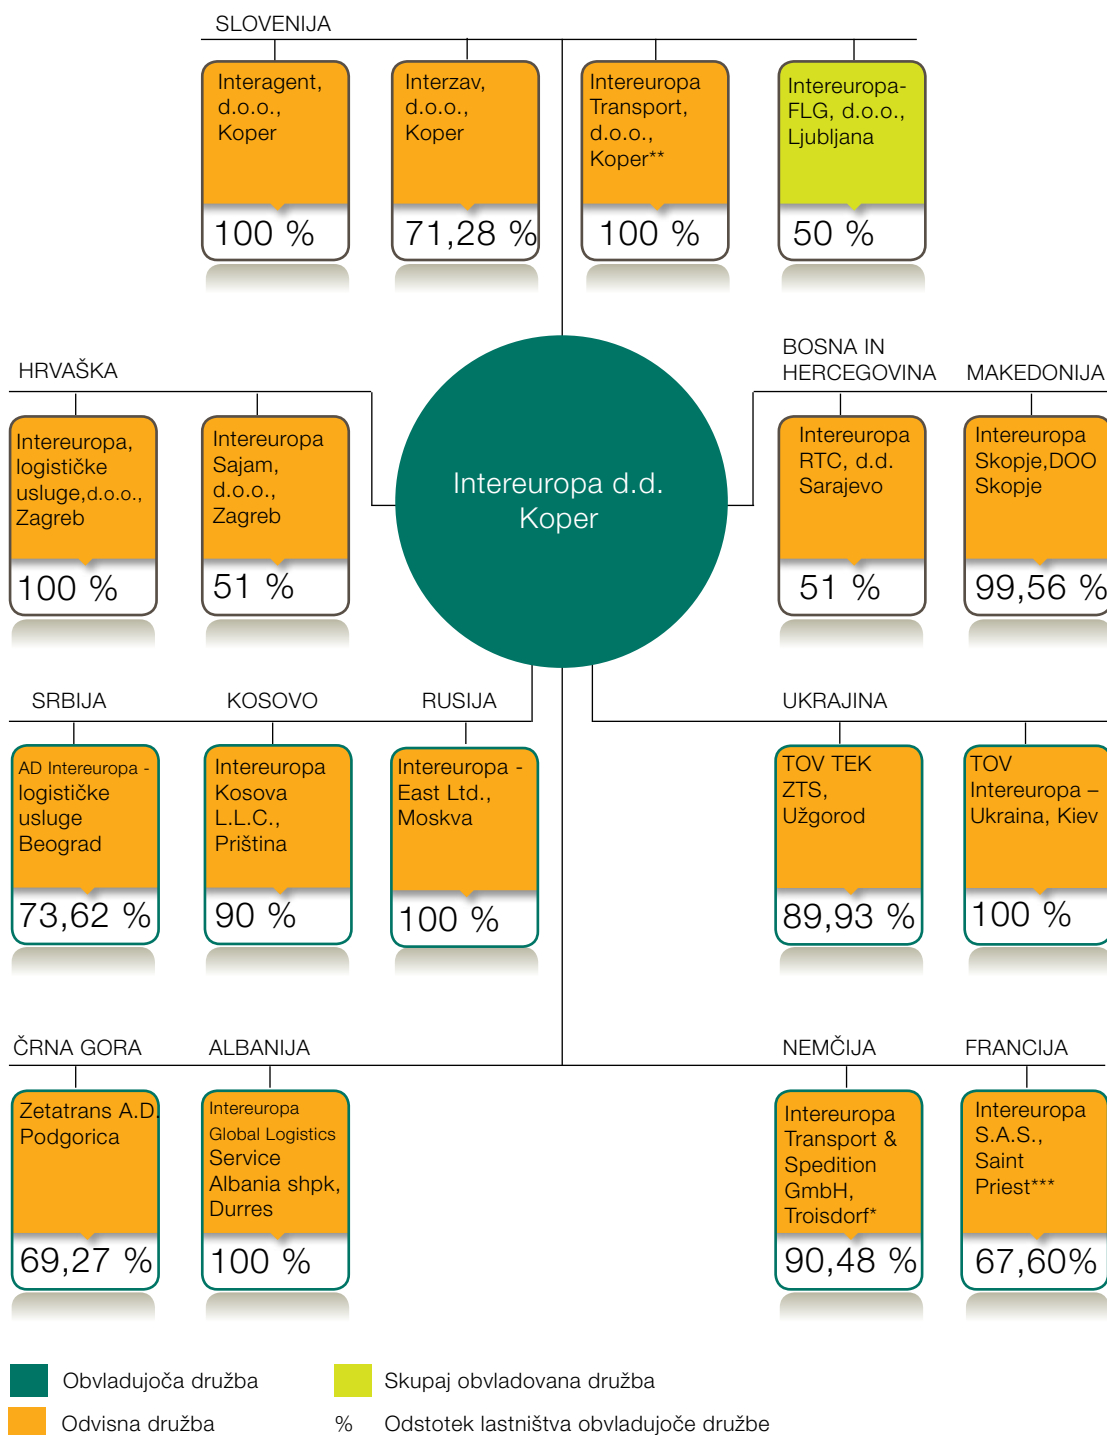 SLOVENIJA
Interagent,
d.o.o.,
Koper
100 %
Interzav,
d.o.o.,
Koper
71,28 %
Intereuropa
Transport,
d.o.o.,
Koper**
100 %
Intereuropa-
FLG, d.o.o.,
Ljubljana
50 %
HRVAŠKA
Intereuropa,
logističke
usluge,d.o.o.,
Zagreb
100 %
Intereuropa
Sajam,
d.o.o.,
Zagreb
51 %
Intereuropa d.d.
Koper
BOSNA IN
HERCEGOVINA
Intereuropa
RTC, d.d.
Sarajevo
51 %
MAKEDONIJA
Intereuropa
Skopje,DOO
Skopje
99,56 %
SRBIJA
AD Intereuropa -
logističke
usluge
Beograd
73,62 %
KOSOVO
Intereuropa
Kosova
L.L.C.,
Priština
90 %
RUSIJA
Intereuropa -
East Ltd.,
Moskva
100 %
UKRAJINA
TOV TEK
ZTS,
Užgorod
89,93 %
TOV
Intereuropa –
Ukraina, Kiev
100 %
ČRNA GORA
Zetatrans A.D.
Podgorica
69,27 %
ALBANIJA
Intereuropa
Global Logistics
Service
Albania shpk,
Durres
100 %
NEMČIJA
Intereuropa
Transport &
Spedition
GmbH,
Troisdorf*
90,48 %
FRANCIJA
Intereuropa
S.A.S.,
Saint
Priest***
67,60%
Obvladujoča družba
Skupaj obvladovana družba
Odvisna družba
% Odstotek lastništva obvladujoče družbe